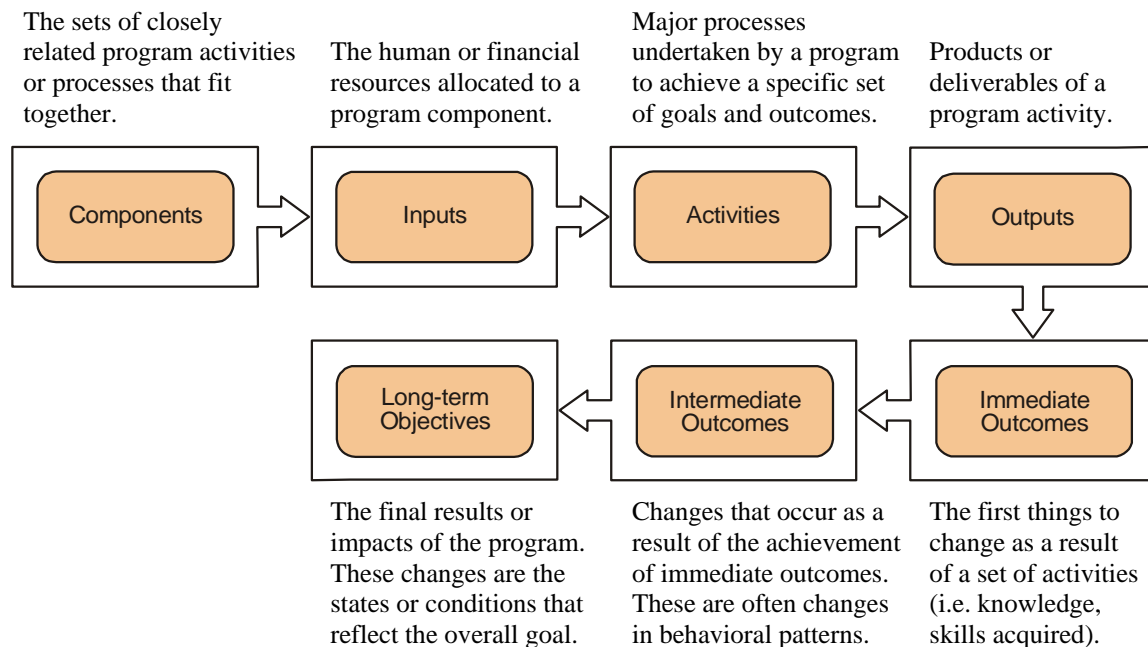 The sets of closely
related program activities
or processes that fit
together.
The human or financial
resources allocated to a
program component.
Major processes
undertaken by a program
to achieve a specific set
of goals and outcomes.
Products or
deliverables of a
program activity.
Components
Inputs
Activities
Outputs
Immediate
Outcomes
Intermediate
Outcomes
Long-term
Objectives
The first things to
change as a result
of a set of activities
(i.e. knowledge,
skills acquired).
Changes that occur as a
result of the achievement
of immediate outcomes.
These are often changes
in behavioral patterns.
The final results or
impacts of the program.
These changes are the
states or conditions that
reflect the overall goal.